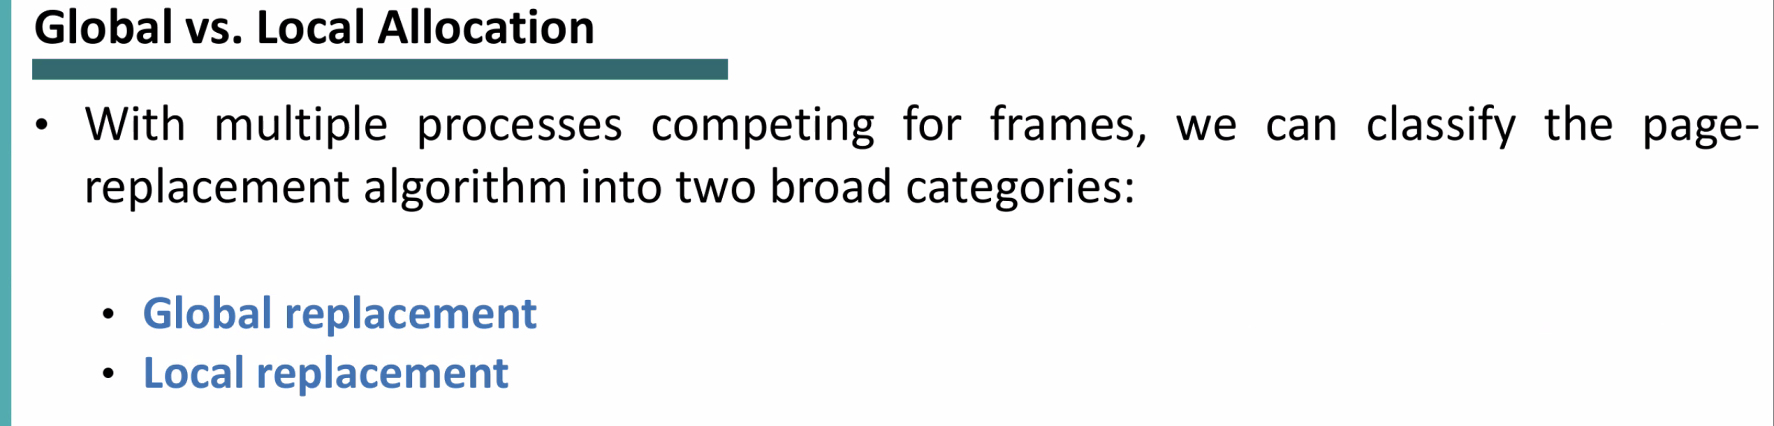 Global vs. Local Allocation
• With multiple processes competing for frames, we can classify the page-
replacement algorithm into two broad categories:
• Global replacement
• Local replacement